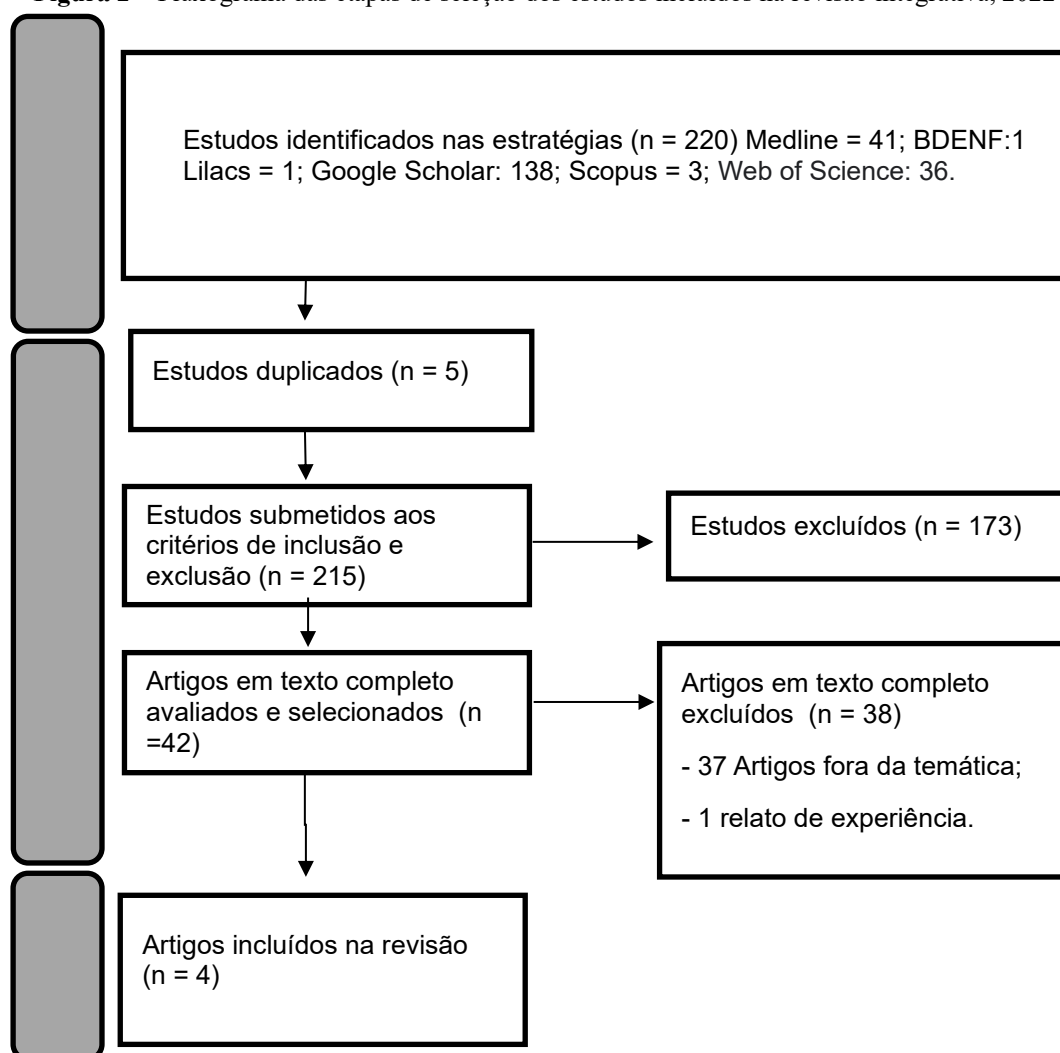 Estudos identificados nas estratégias (n = 220) Medline = 41; BDENF:1
Lilacs = 1; Google Scholar: 138; Scopus = 3; Web of Science: 36.
Estudos duplicados (n = 5)
Estudos submetidos aos
critérios de inclusão e
exclusão (n = 215)
Estudos excluídos (n = 173)
Artigos em texto completo
avaliados e selecionados (n
=42)
Artigos em texto completo
excluídos (n = 38)
- 37 Artigos fora da temática;
- 1 relato de experiência.
Artigos incluídos na revisão
(n = 4)